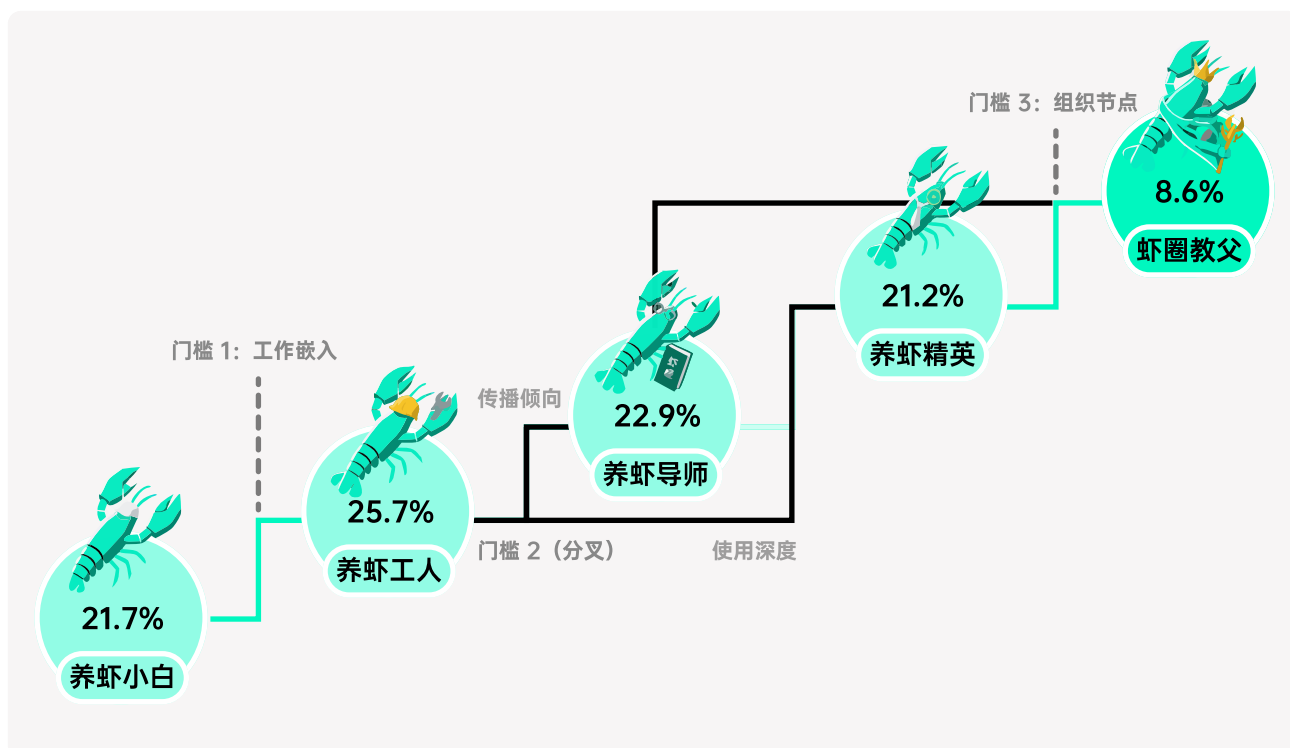 门槛 3：组织节点
8.6%
虾圈教父
21.2%
养虾精英
门槛 1：工作嵌入
传播倾向
22.9%
养虾导师
25.7%
养虾工人
门槛 2（分叉）
使用深度
21.7%
养虾小白